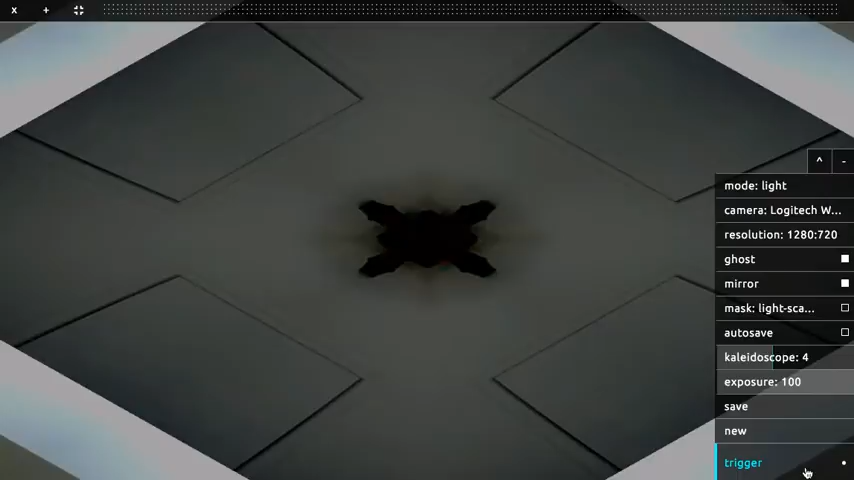 x + 
^ -
mode: light
camera: Logitech W...
resolution: 1280:720
ghost
mirror
mask: light-sca...
autosave
kaleidoscope: 4
exposure: 100
save
new
trigger